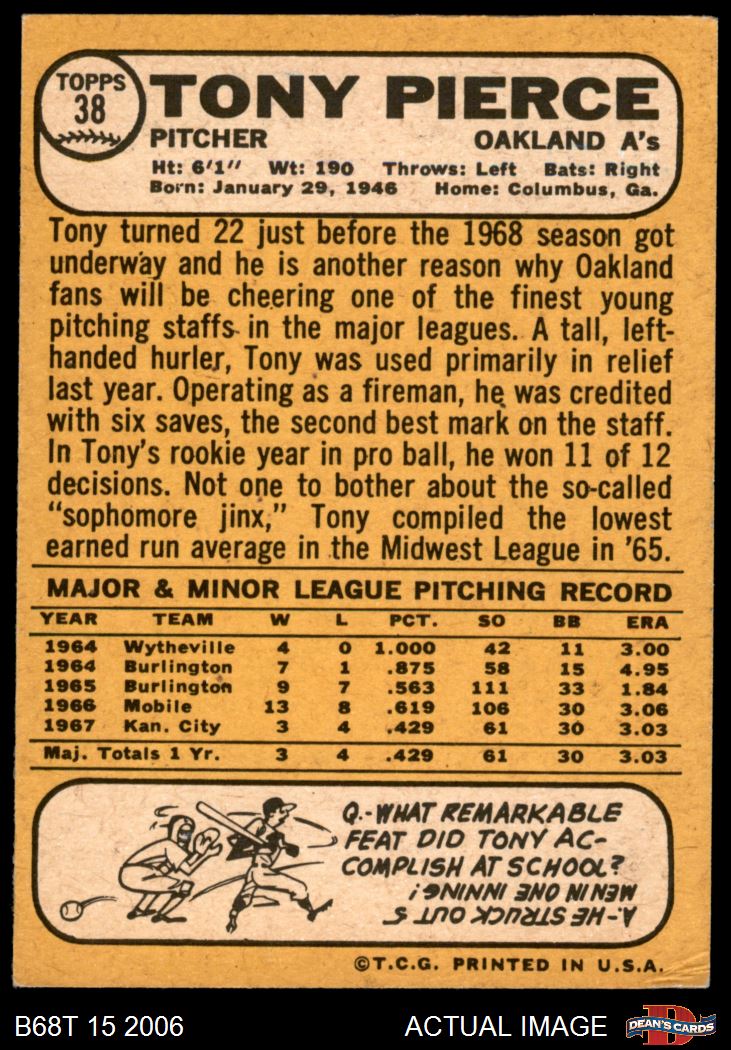 TOPPS
38
TONY PIERCE
PITCHER OAKLAND A's
Ht: 6'1" Wt: 190 Throws: Left Bats: Right
Born: January 29, 1946 Home: Columbus, Ga.
Tony turned 22 just before the 1968 season got
underway and he is another reason why Oakland
fans will be cheering one of the finest young
pitching staffs in the major leagues. A tall, left-
handed hurler, Tony was used primarily in relief
last year. Operating as a fireman, he was credited
with six saves, the second best mark on the staff.
In Tony's rookie year in pro ball, he won 11 of 12
decisions. Not one to bother about the so-called
"sophomore jinx," Tony compiled the lowest
earned run average in the Midwest League in '65.
MAJOR & MINOR LEAGUE PITCHING RECORD
YEAR TEAM W L PCT. SO BB ERA
1964 Wytheville 4 0 1.000 42 11 3.00
1964 Burlington 7 1 .875 58 15 4.95
1965 Burlington 9 7 .563 111 33 1.84
1966 Mobile 13 8 .619 106 30 3.06
1967 Kan. City 3 4 .429 61 30 3.03
Maj. Totals 1 Yr. 3 4 .429 61 30 3.03
Q.-WHAT REMARKABLE
FEAT DID TONY AC-
COMPLISH AT SCHOOL?
A.-HE STRUCK OUT 5
MEN IN ONE INNING!
©T.C.G. PRINTED IN U.S.A.
B68T 15 2006 ACTUAL IMAGE
D
DEAN'S CARDS